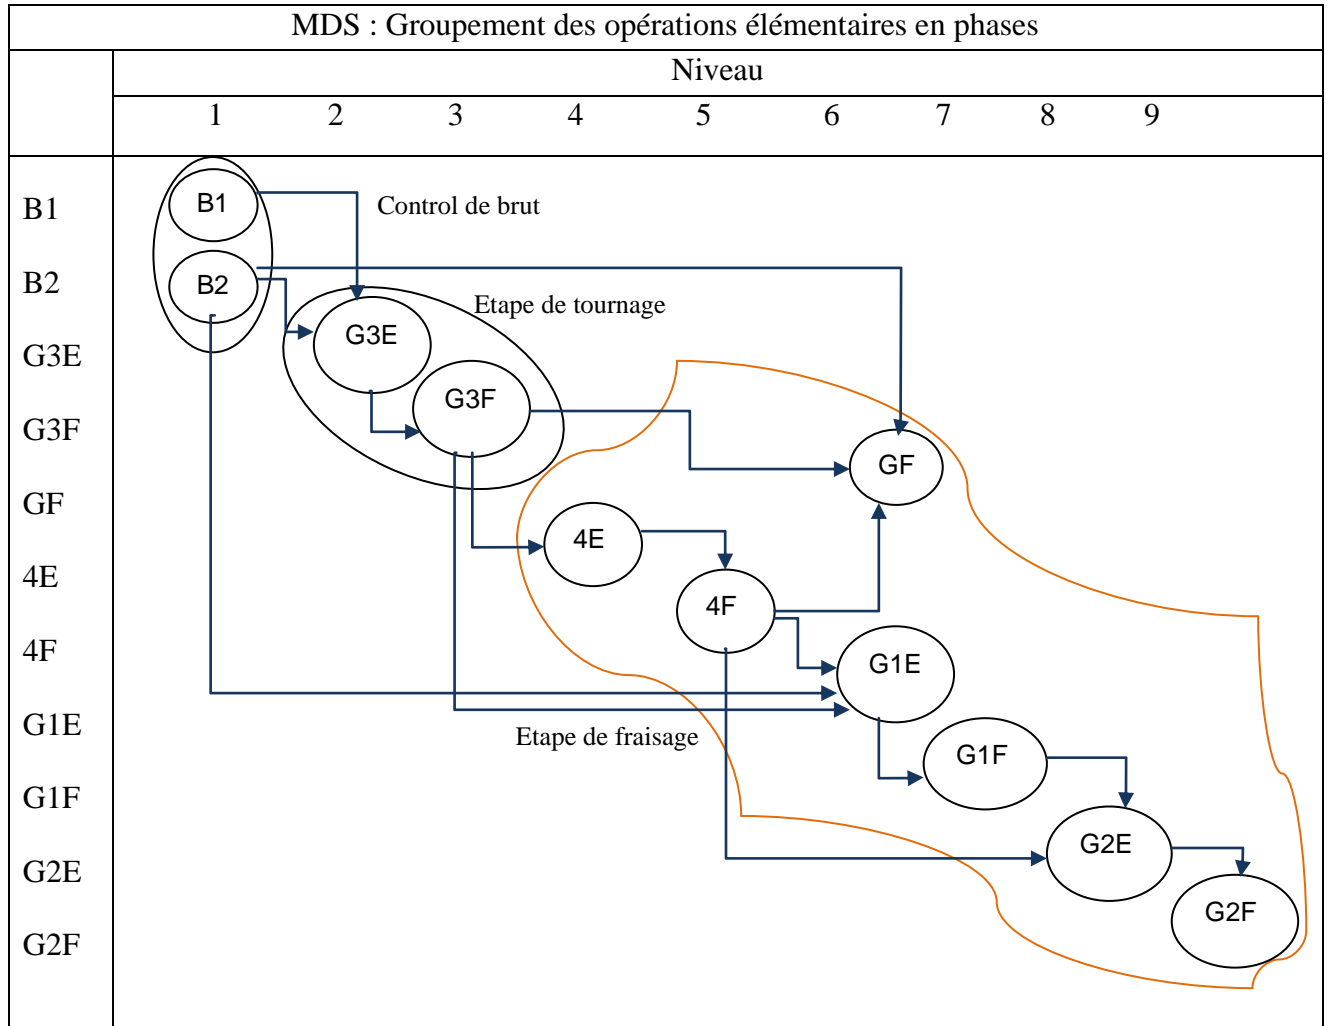 MDS : Groupement des opérations élémentaires en phases
Niveau
1 2 3 4 5 6 7 8 9
B1
B2
G3E
G3F
GF
4E
4F
G1E
G1F
G2E
G2F
B1
Control de brut
B2
Etape de tournage
G3E
G3F
GF
4E
4F
G1E
Etape de fraisage
G1F
G2E
G2F